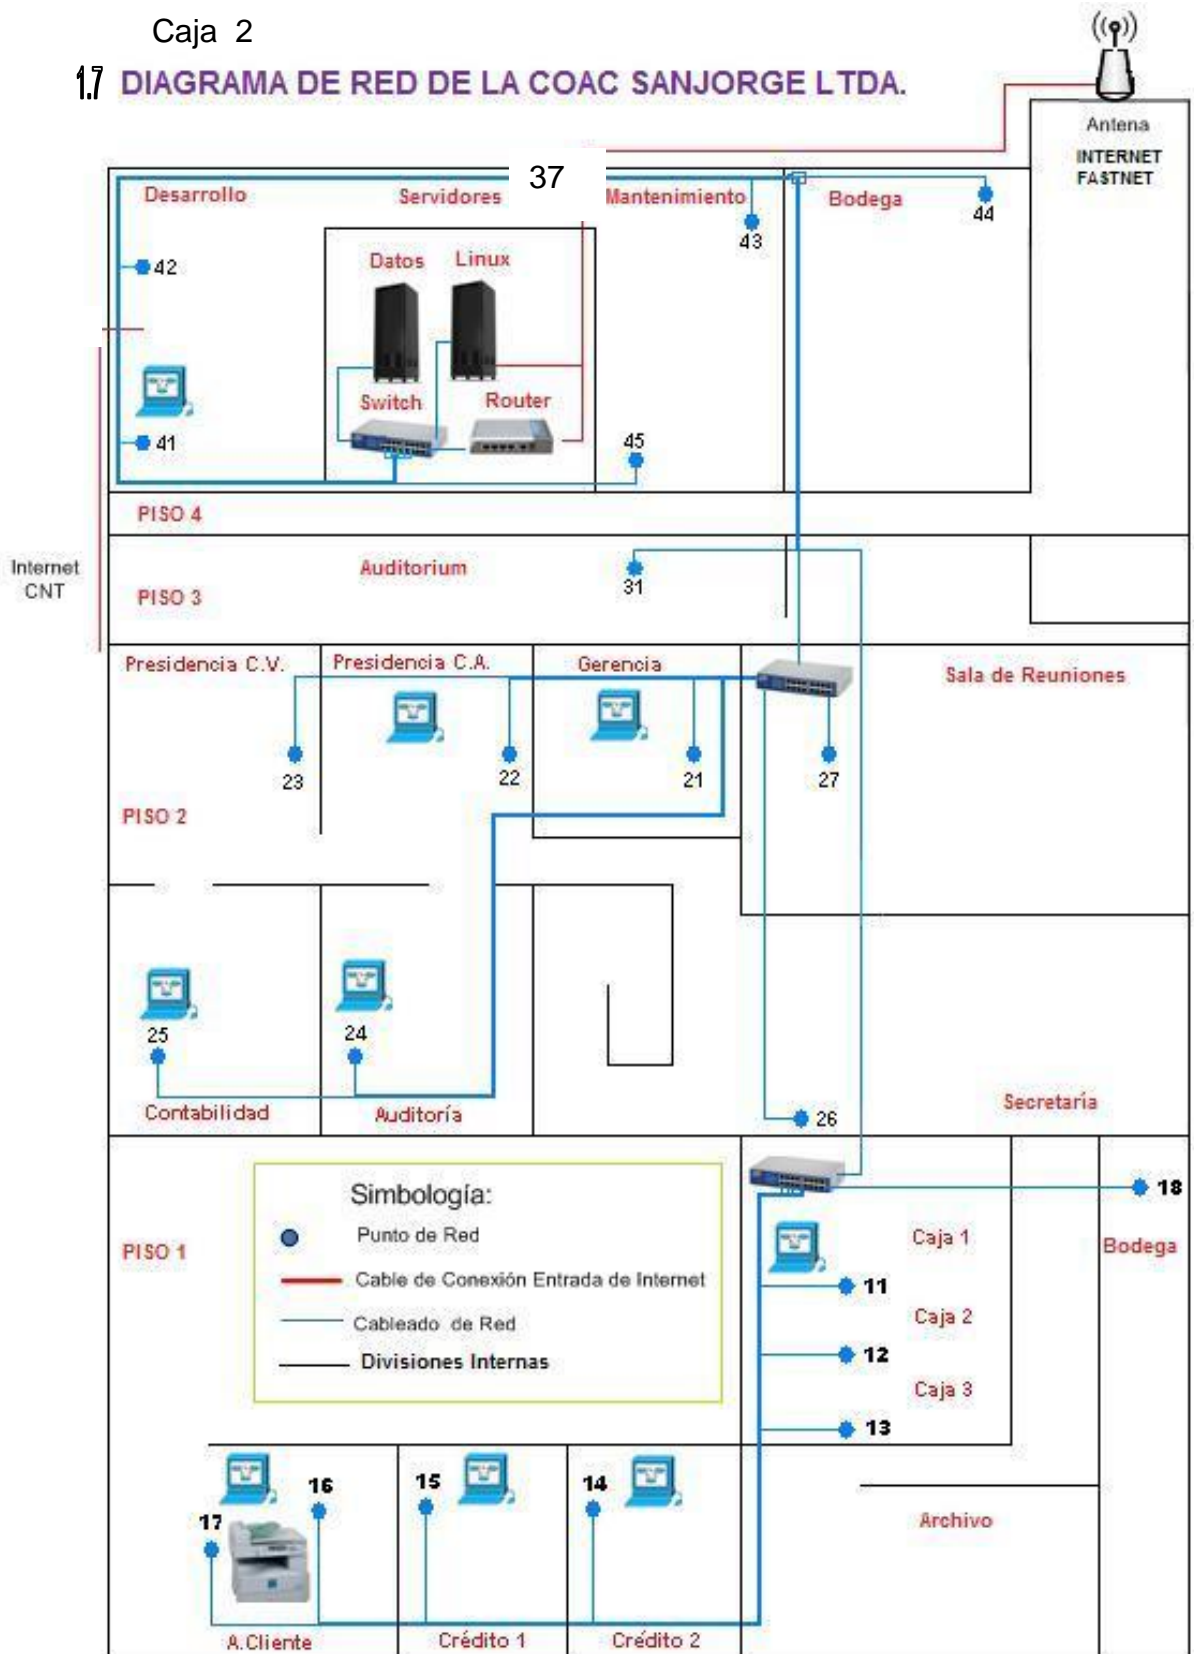 Caja 2
1.7 DIAGRAMA DE RED DE LA COAC SANJORGE LTDA.
Antena
INTERNET
FASTNET
37
Desarrollo
Servidores
Mantenimiento
Bodega
44
43
42
Datos
Linux
Switch
Router
41
45
PISO 4
Internet
CNT
Auditorium
31
PISO 3
Presidencia C.V.
Presidencia C.A.
Gerencia
Sala de Reuniones
23
22
21
27
PISO 2
25
24
Contabilidad
Auditoría
Secretaría
26
Simbología:
Punto de Red
Cable de Conexión Entrada de Internet
Cableado de Red
Divisiones Internas
PISO 1
18
Caja 1
Bodega
11
Caja 2
12
Caja 3
13
16
15
14
17
Archivo
A.Cliente
Crédito 1
Crédito 2